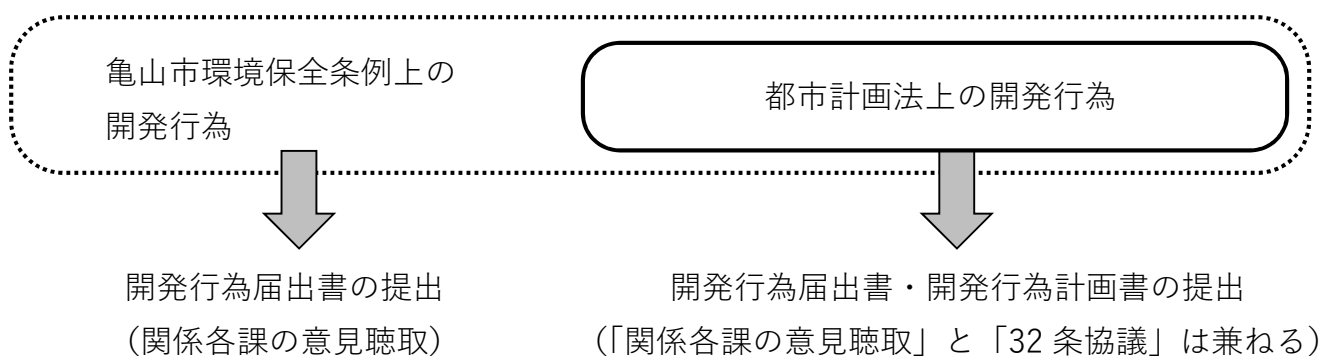 亀山市環境保全条例上の
開発行為
都市計画法上の開発行為
開発行為届出書の提出
（関係各課の意見聴取）
開発行為届出書・開発行為計画書の提出
（「関係各課の意見聴取」と「32 条協議」は兼ねる）